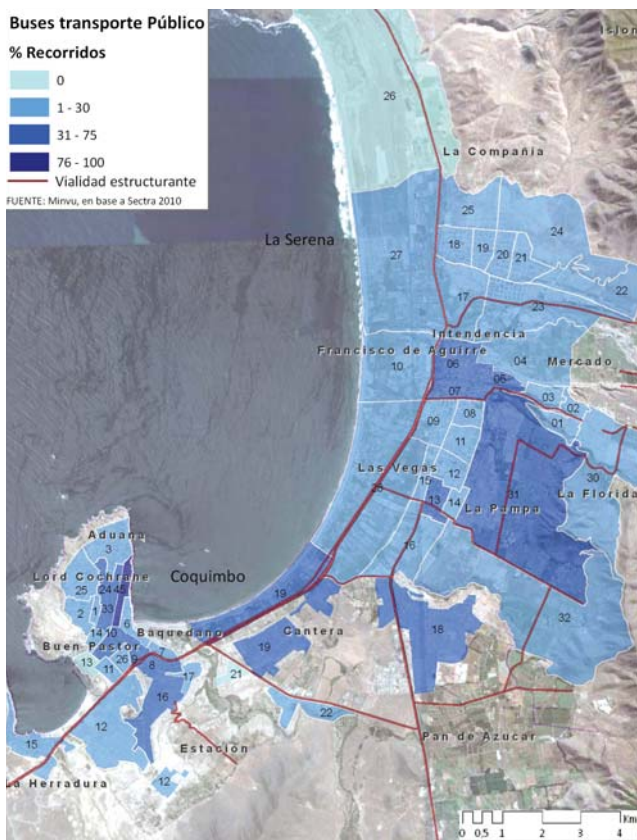 Buses transporte Público
% Recorridos
0
1 - 30
31 - 75
76 - 100
Vialidad estructurante
FUENTE: Minvu, en base a Sectra 2010
Islon
26
La Compañia
25
24
La Serena
18
19
20
21
27
22
17
23
Intendencia
Francisco de Aguirre
06
04
Mercado
10
06
07
03
02
08
01
09
11
Las Vegas
12
30
15
31
La Florida
13
14
La Pampa
16
Aduana
3
Lord Cochrane
Coquimbo
25
24
45
19
2
1
33
6
32
14
10
Baquedano
Cantera
18
Buen Pastor
7
19
13
11
26
9
8
17
21
16
22
12
Estación
Pan de Azucar
15
La Herradura
12
Km
0 0,5 1 2 3 4